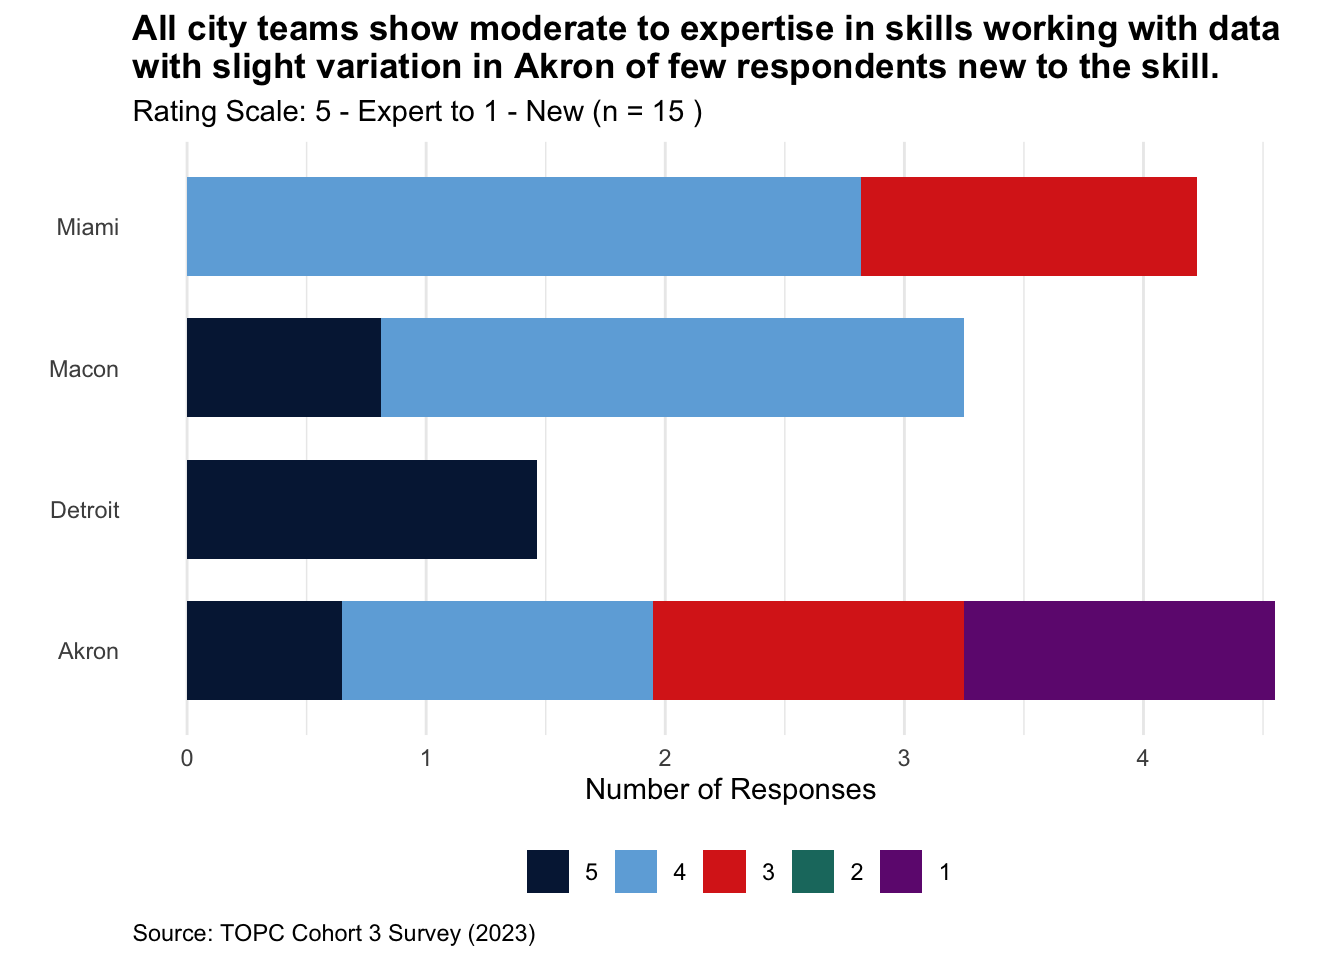 All city teams show moderate to expertise in skills working with data
with slight variation in Akron of few respondents new to the skill.
Rating Scale: 5 - Expert to 1 - New (n = 15 )
Miami
Macon
Detroit
Akron
0 1 2 3 4
Number of Responses
5 4 3 2 1
Source: TOPC Cohort 3 Survey (2023)